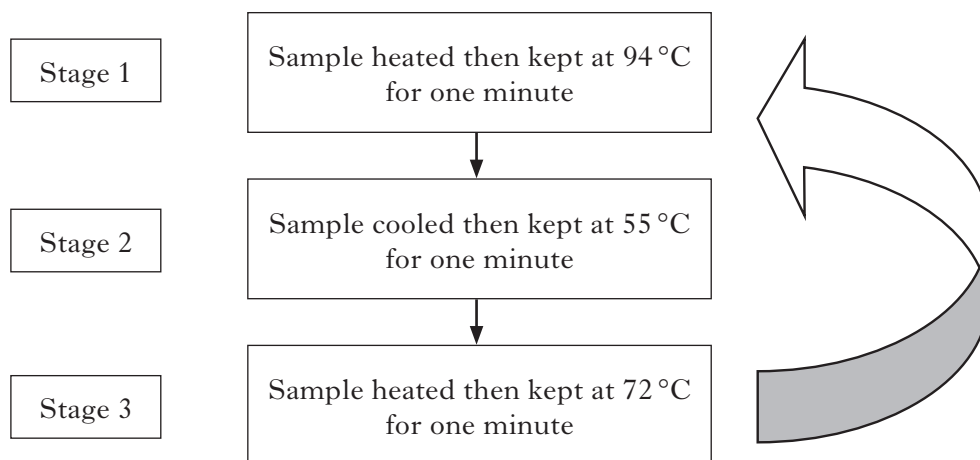 Stage 1
Sample heated then kept at 94 °C
for one minute
Stage 2
Sample cooled then kept at 55 °C
for one minute
Stage 3
Sample heated then kept at 72 °C
for one minute